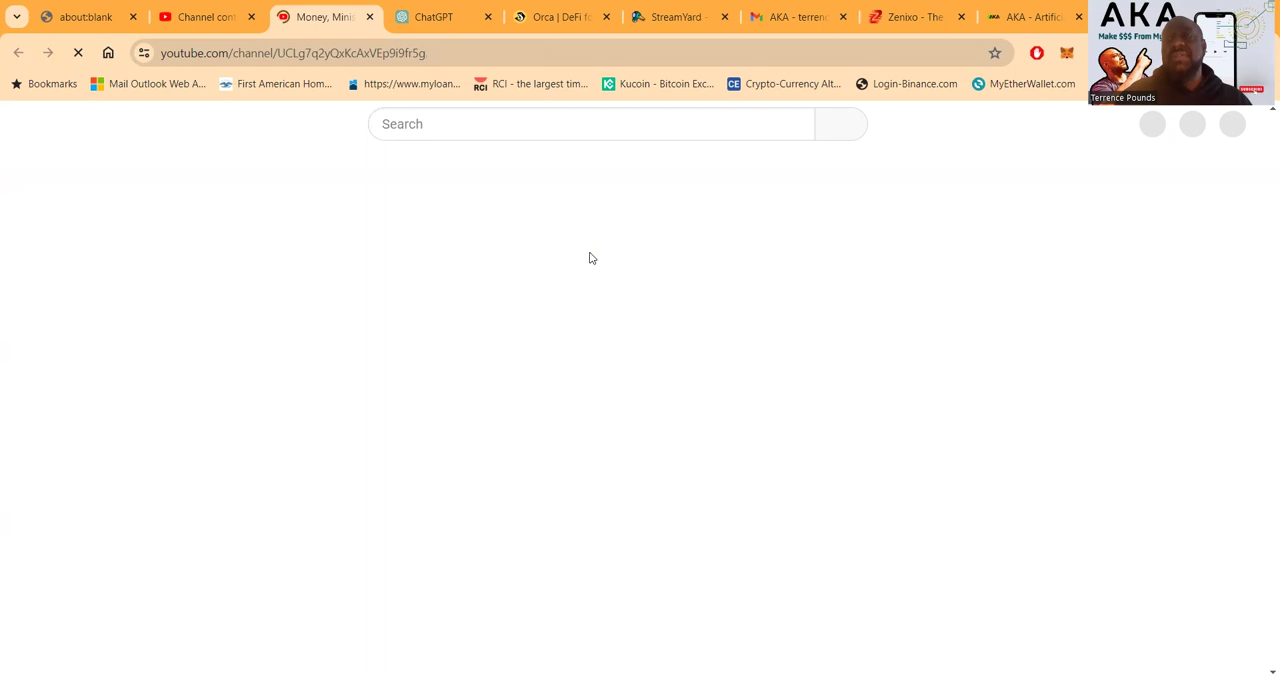 about:blank
Channel cont
Money, Minis
ChatGPT
Orca | DeFi fo
StreamYard -
AKA - terrenc
Zenixo - The
AKA - Artific
youtube.com/channel/UCLg7q2yQxKcAxVEp9i9fr5g
Bookmarks
Mail Outlook Web A...
First American Hom...
https://www.myloan...
RCI - the largest tim...
Kucoin - Bitcoin Exc...
Crypto-Currency Alt...
Login-Binance.com
MyEtherWallet.com
AKA
Make $$$ From My
Terrence Pounds
Search